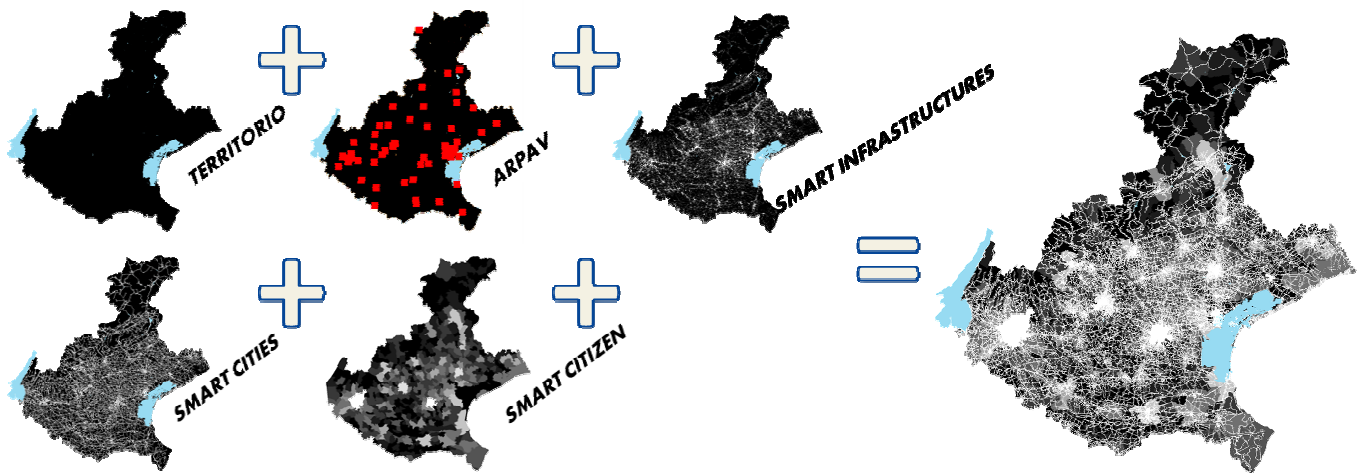 TERRITORIO
ARPAV
SMART INFRASTRUCTURES
SMART CITIES
SMART CITIZEN